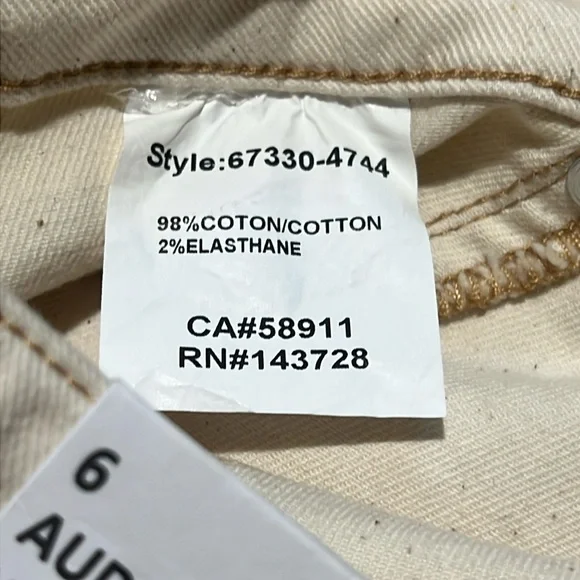 Style:67330-4744
98%COTON/COTTON
2%ELASTHANE
CA#58911
RN#143728
6